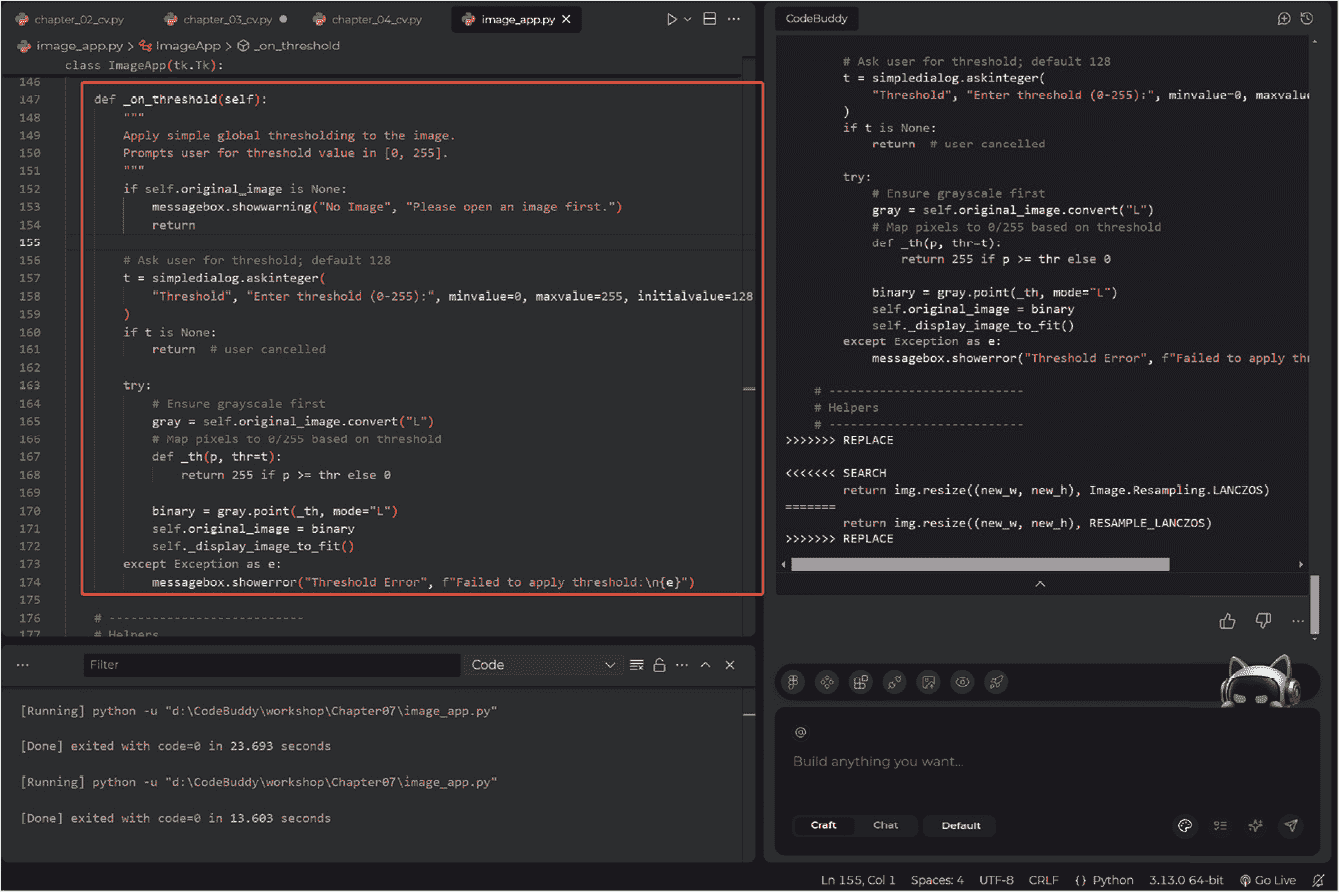 chapter_02_cv.py chapter_03_cv.py chapter_04_cv.py image_app.py
image_app.py > ImageApp > _on_threshold
class ImageApp(tk.Tk):
146
147 def _on_threshold(self):
148 """
149 Apply simple global thresholding to the image.
150 Prompts user for threshold value in [0, 255].
151 """
152 if self.original_image is None:
153 messagebox.showwarning("No Image", "Please open an image first.")
154 return
155
156 # Ask user for threshold; default 128
157 t = simpledialog.askinteger(
158 "Threshold", "Enter threshold (0-255):", minvalue=0, maxvalue=255, initialvalue=128
159 )
160 if t is None:
161 return # user cancelled
162
163 try:
164 # Ensure grayscale first
165 gray = self.original_image.convert("L")
166 # Map pixels to 0/255 based on threshold
167 def _th(p, thr=t):
168 return 255 if p >= thr else 0
169
170 binary = gray.point(_th, mode="L")
171 self.original_image = binary
172 self._display_image_to_fit()
173 except Exception as e:
174 messagebox.showerror("Threshold Error", f"Failed to apply threshold:\n{e}")
175
176 # ---------------------------
177 # Helpers
Filter
Code
[Running] python -u "d:\CodeBuddy\workshop\Chapter07\image_app.py"
[Done] exited with code=0 in 23.693 seconds
[Running] python -u "d:\CodeBuddy\workshop\Chapter07\image_app.py"
[Done] exited with code=0 in 13.603 seconds
CodeBuddy
# Ask user for threshold; default 128
t = simpledialog.askinteger(
"Threshold", "Enter threshold (0-255):", minvalue=0, maxvalue
)
if t is None:
return # user cancelled
try:
# Ensure grayscale first
gray = self.original_image.convert("L")
# Map pixels to 0/255 based on threshold
def _th(p, thr=t):
return 255 if p >= thr else 0
binary = gray.point(_th, mode="L")
self.original_image = binary
self._display_image_to_fit()
except Exception as e:
messagebox.showerror("Threshold Error", f"Failed to apply thr
# ---------------------------
# Helpers
# ---------------------------
>>>>>>> REPLACE
<<<<<<< SEARCH
return img.resize((new_w, new_h), Image.Resampling.LANCZOS)
=======
return img.resize((new_w, new_h), RESAMPLE_LANCZOS)
>>>>>>> REPLACE
@
Build anything you want...
Craft Chat Default
Ln 155, Col 1 Spaces: 4 UTF-8 CRLF {} Python 3.13.0 64-bit Go Live